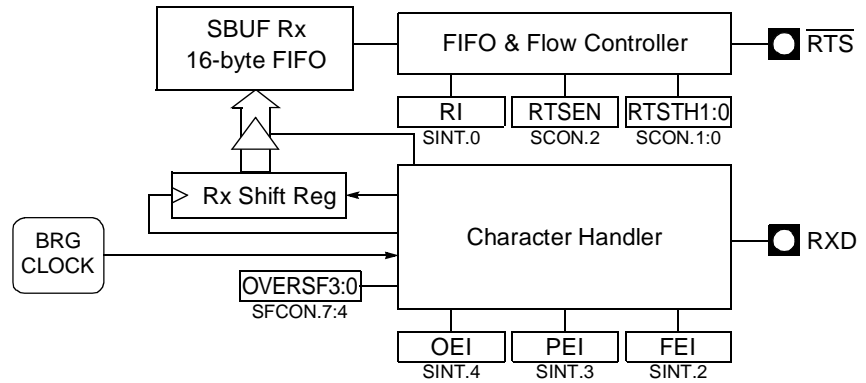 SBUF Rx
16-byte FIFO
FIFO & Flow Controller
RTS
RI
RTSEN
RTSTH1:0
SINT.0
SCON.2
SCON.1:0
Rx Shift Reg
Character Handler
RXD
BRG
CLOCK
OVERSF3:0
SFCON.7:4
OEI
PEI
FEI
SINT.4
SINT.3
SINT.2